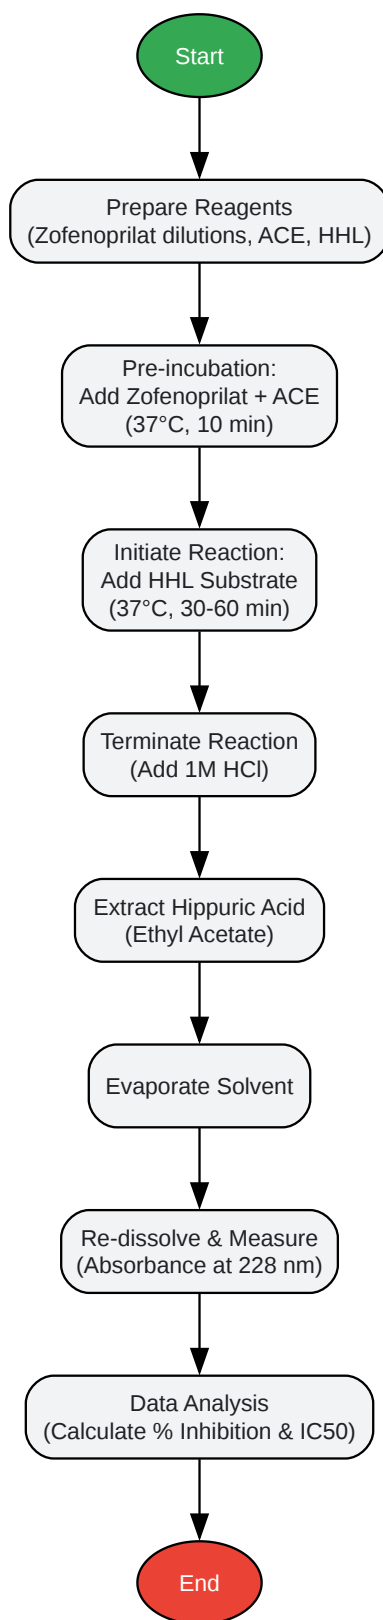 Start
Prepare Reagents
(Zofenoprilat dilutions, ACE, HHL)
Pre-incubation:
Add Zofenoprilat + ACE
(37°C, 10 min)
Initiate Reaction:
Add HHL Substrate
(37°C, 30-60 min)
Terminate Reaction
(Add 1M HCl)
Extract Hippuric Acid
(Ethyl Acetate)
Evaporate Solvent
Re-dissolve & Measure
(Absorbance at 228 nm)
Data Analysis
(Calculate % Inhibition & IC50)
End